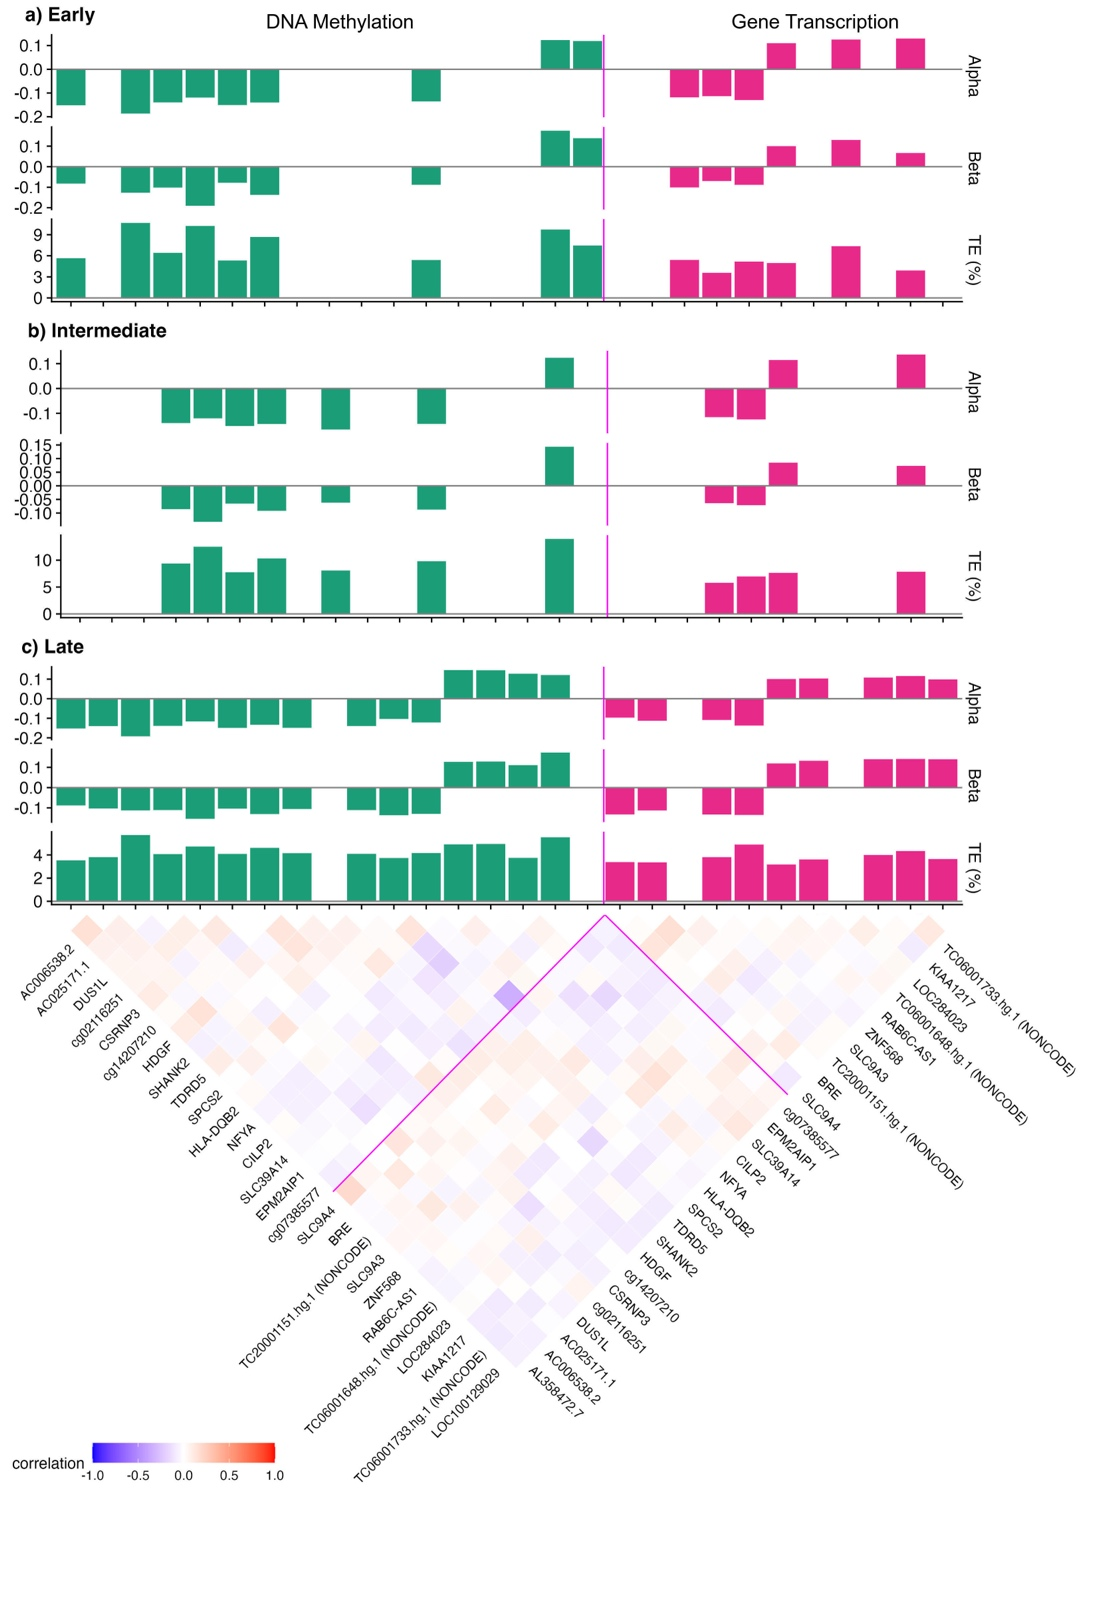 a) Early
DNA Methylation
Gene Transcription
0.1
0.0
-0.1
-0.2
Alpha
0.1
0.0
-0.1
-0.2
Beta
9
6
3
0
TE (%)
b) Intermediate
0.1
0.0
-0.1
Alpha
0.15
0.10
0.05
0.00
-0.05
-0.10
Beta
10
5
0
TE (%)
c) Late
0.1
0.0
-0.1
-0.2
Alpha
0.1
0.0
-0.1
Beta
4
2
0
TE (%)
AC006538.2
AC025171.1
DUS1L
cg02116251
CSRNP3
cg14207210
HDGF
SHANK2
TDRD5
SPCS2
HLA-DQB2
NFYA
CILP2
SLC39A14
EPM2AIP1
cg07385577
SLC9A4
BRE
TC20001151.hg.1 (NONCODE)
SLC9A3
ZNF568
RAB6C-AS1
TC06001648.hg.1 (NONCODE)
LOC284023
KIAA1217
TC06001733.hg.1 (NONCODE)
LOC100129029
TC06001733.hg.1 (NONCODE)
KIAA1217
LOC284023
TC06001648.hg.1 (NONCODE)
RAB6C-AS1
ZNF568
SLC9A3
TC20001151.hg.1 (NONCODE)
BRE
SLC9A4
cg07385577
EPM2AIP1
SLC39A14
CILP2
NFYA
HLA-DQB2
SPCS2
TDRD5
SHANK2
HDGF
cg14207210
CSRNP3
cg02116251
DUS1L
AC025171.1
AC006538.2
AL358472.7
correlation
-1.0 -0.5 0.0 0.5 1.0